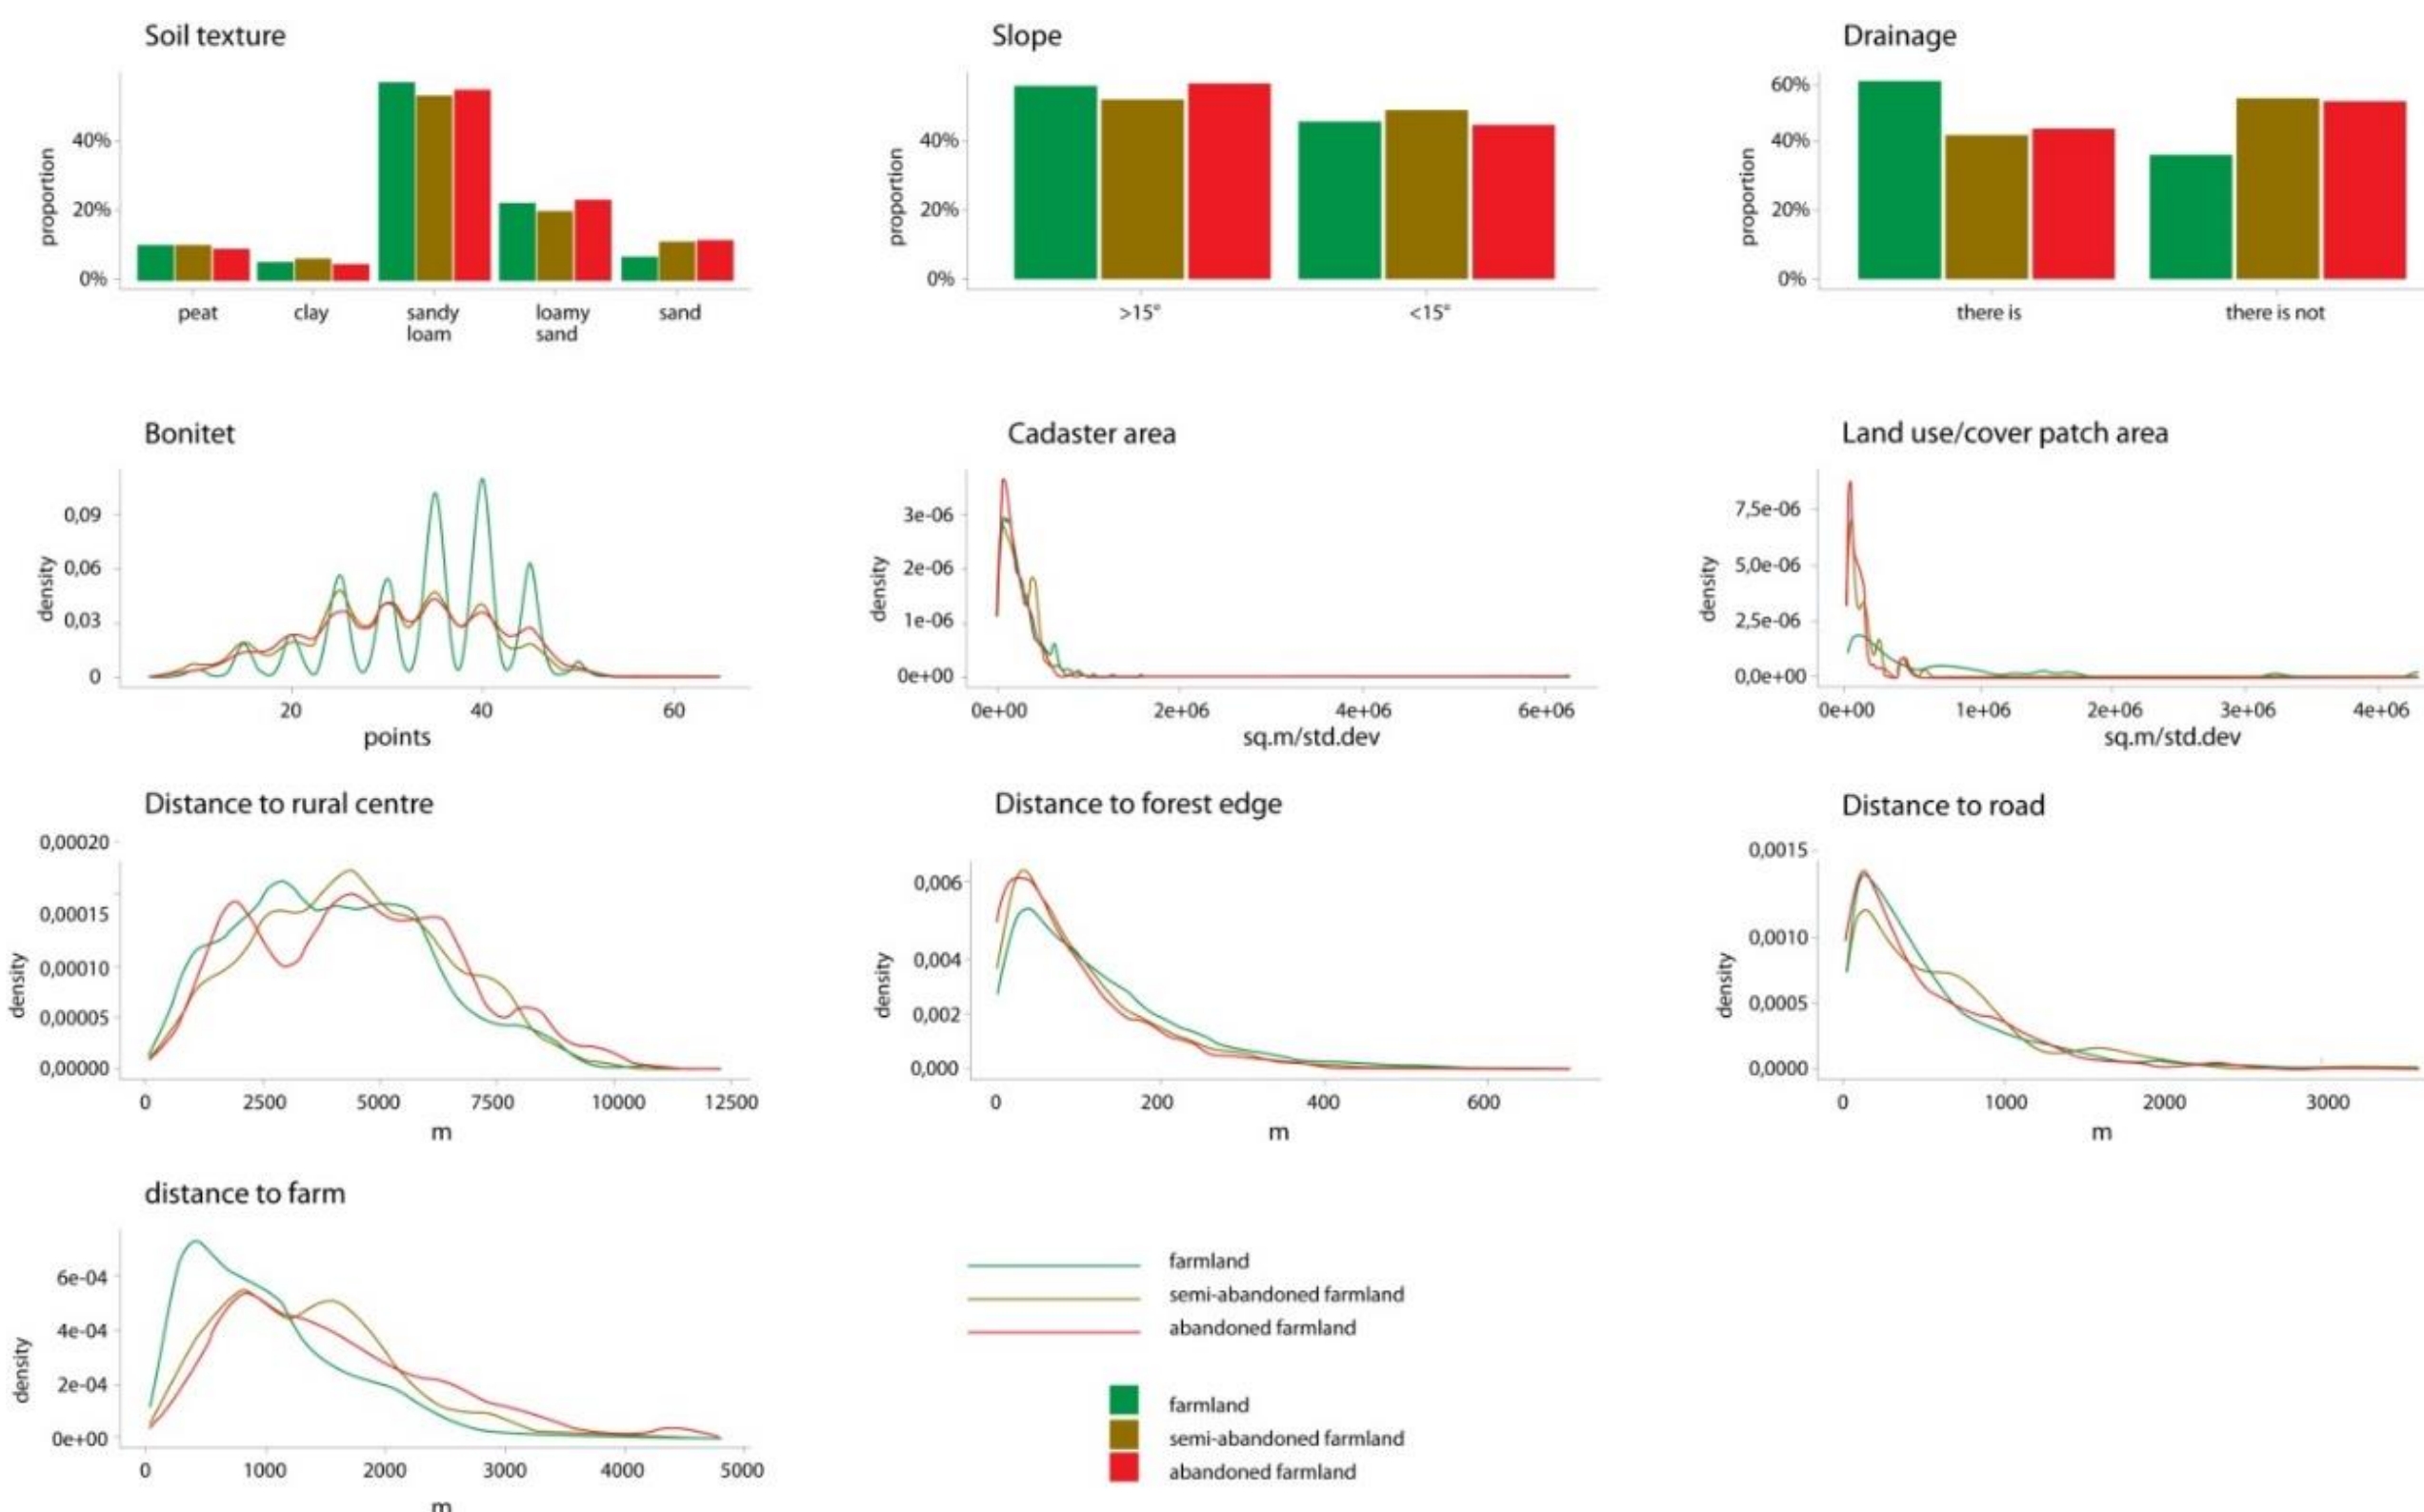 Soil texture
proportion
40%
20%
0%
peat
clay
sandy
loam
loamy
sand
sand
Slope
proportion
40%
20%
0%
>15°
<15°
Drainage
proportion
60%
40%
20%
0%
there is
there is not
Bonitet
density
0,09
0,06
0,03
0
20
40
60
points
Cadaster area
density
3e-06
2e-06
1e-06
0e+00
0e+00
2e+06
4e+06
6e+06
sq.m/std.dev
Land use/cover patch area
density
7,5e-06
5,0e-06
2,5e-06
0,0e+00
0e+00
1e+06
2e+06
3e+06
4e+06
sq.m/std.dev
Distance to rural centre
density
0,00020
0,00015
0,00010
0,00005
0,00000
0
2500
5000
7500
10000
12500
m
Distance to forest edge
density
0,006
0,004
0,002
0,000
0
200
400
600
m
Distance to road
density
0,0015
0,0010
0,0005
0,0000
0
1000
2000
3000
m
distance to farm
density
6e-04
4e-04
2e-04
0e+00
0
1000
2000
3000
4000
5000
m
farmland
semi-abandoned farmland
abandoned farmland
farmland
semi-abandoned farmland
abandoned farmland